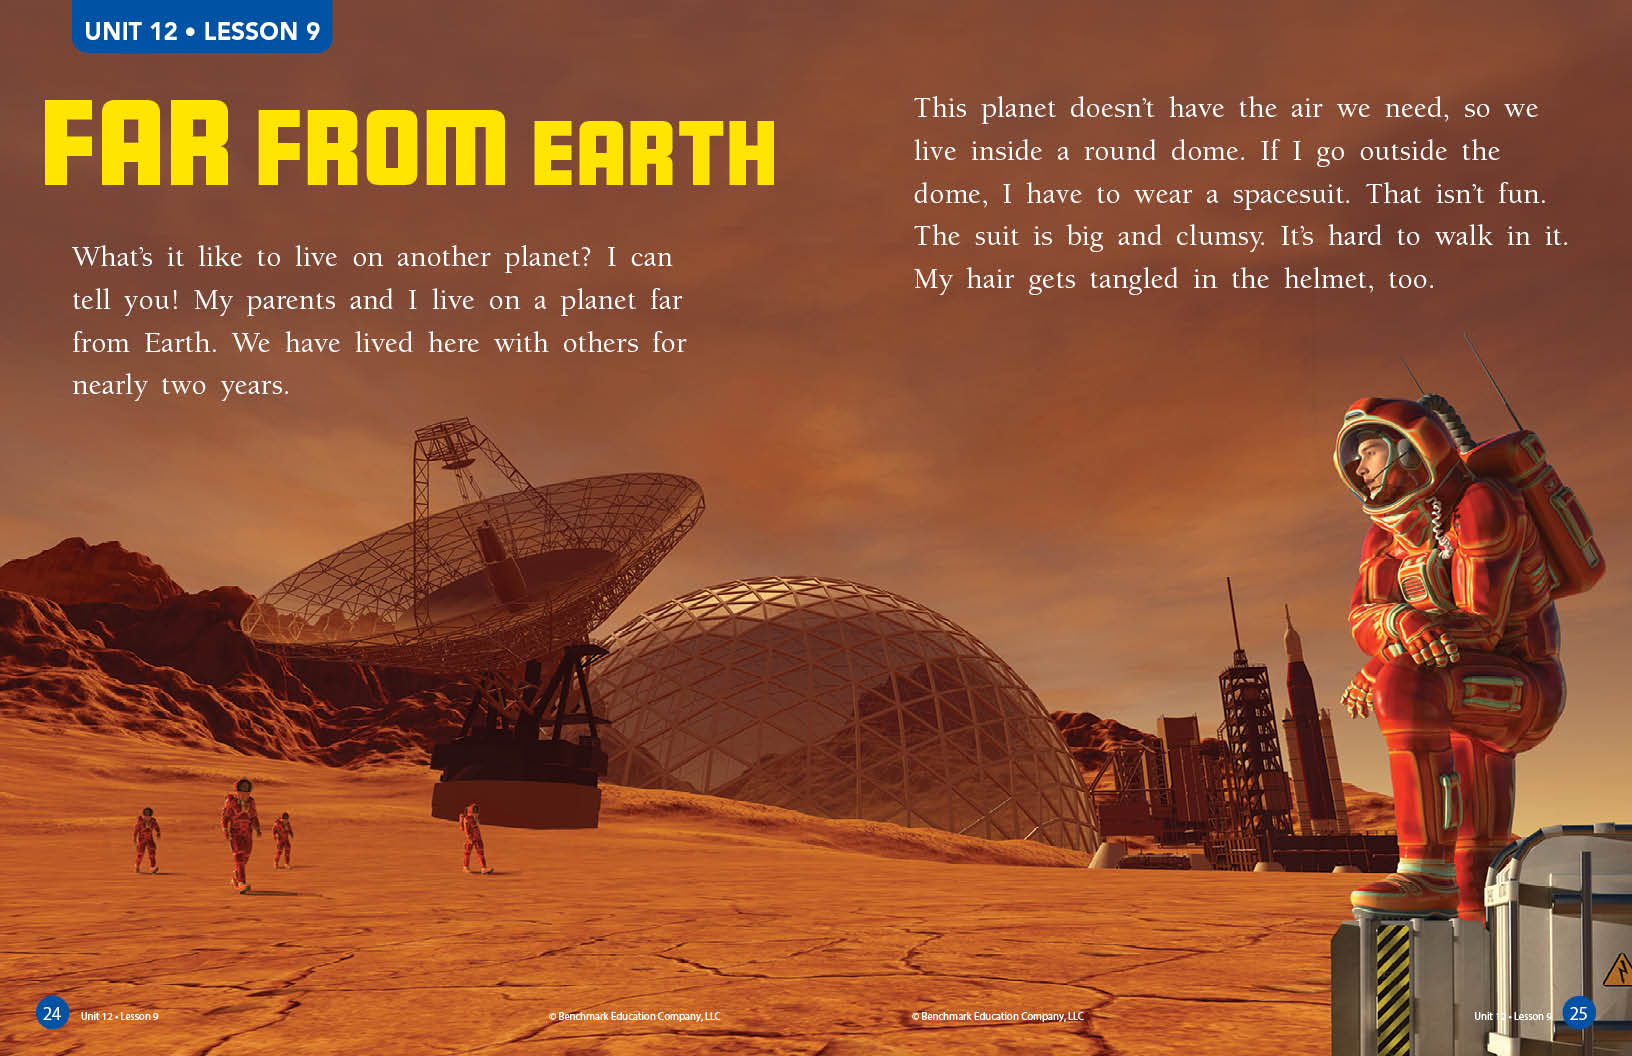 UNIT 12 • LESSON 9
FAR FROM EARTH
What's it like to live on another planet? I can
tell you! My parents and I live on a planet far
from Earth. We have lived here with others for
nearly two years.
This planet doesn't have the air we need, so we
live inside a round dome. If I go outside the
dome, I have to wear a spacesuit. That isn't fun.
The suit is big and clumsy. It's hard to walk in it.
My hair gets tangled in the helmet, too.
24 Unit 12 • Lesson 9
© Benchmark Education Company, LLC
© Benchmark Education Company, LLC
Unit 12 • Lesson 9 25